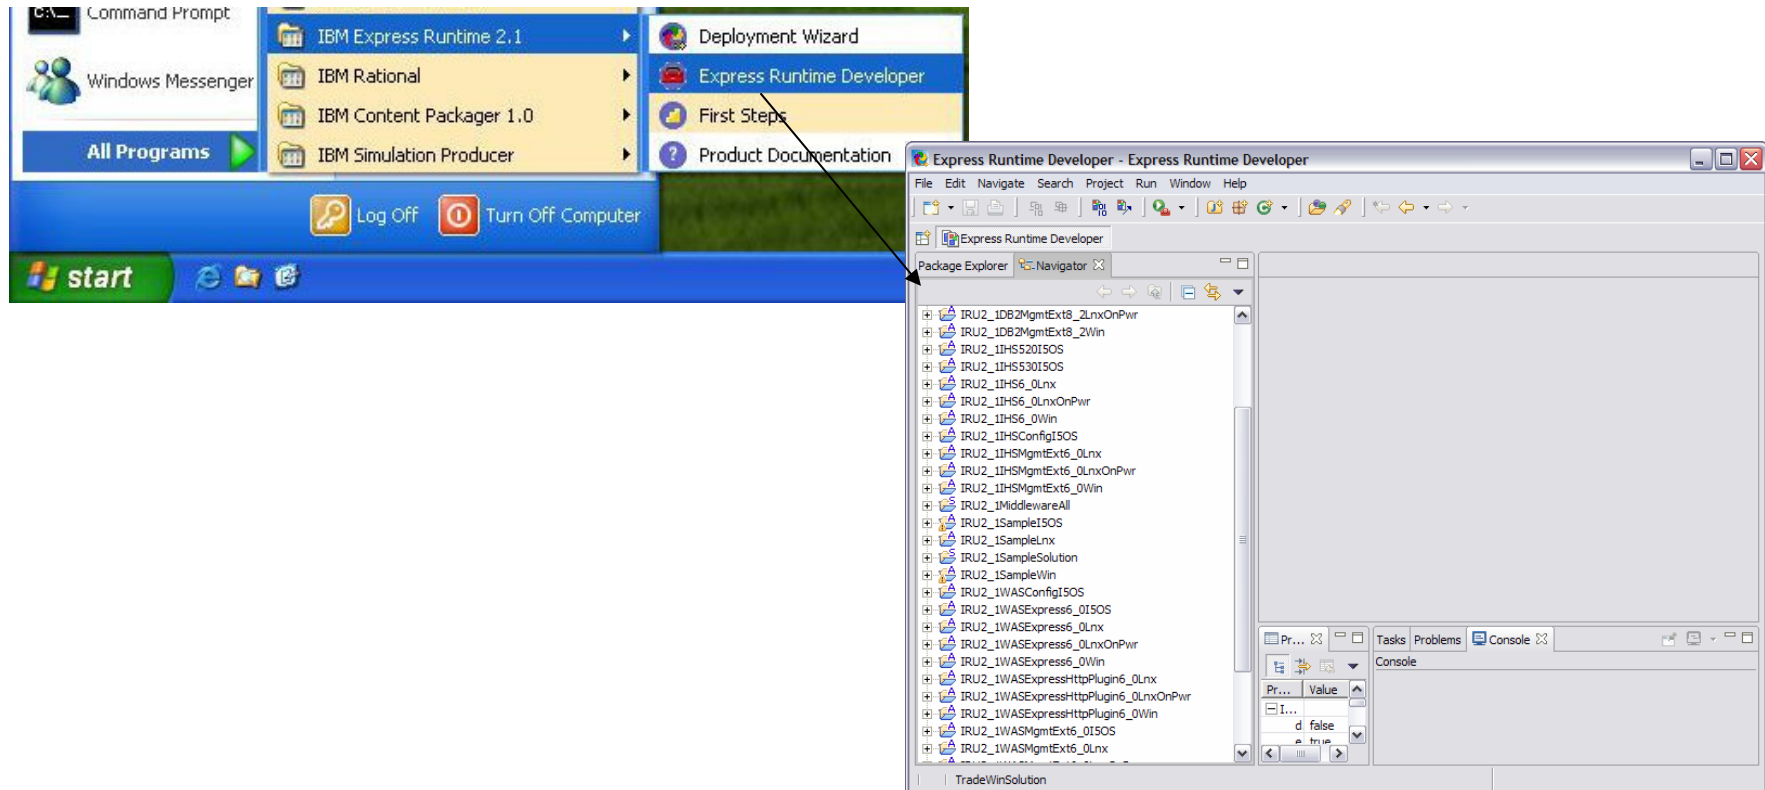 C:\_
Command Prompt
Windows Messenger
All Programs
IBM Express Runtime 2.1
IBM Rational
IBM Content Packager 1.0
IBM Simulation Producer
Deployment Wizard
Express Runtime Developer
First Steps
Product Documentation
Log Off
Turn Off Computer
start
Express Runtime Developer - Express Runtime Developer
File Edit Navigate Search Project Run Window Help
Express Runtime Developer
Package Explorer Navigator
IRU2_1DB2MgmtExt8_2LnxOnPwr
IRU2_1DB2MgmtExt8_2Win
IRU2_1IHS520I5OS
IRU2_1IHS530I5OS
IRU2_1IHS6_0Lnx
IRU2_1IHS6_0LnxOnPwr
IRU2_1IHS6_0Win
IRU2_1IHSConfigI5OS
IRU2_1IHSMgmtExt6_0Lnx
IRU2_1IHSMgmtExt6_0LnxOnPwr
IRU2_1IHSMgmtExt6_0Win
IRU2_1MiddlewareAll
IRU2_1SampleI5OS
IRU2_1SampleLnx
IRU2_1SampleSolution
IRU2_1SampleWin
IRU2_1WASConfigI5OS
IRU2_1WASExpress6_0I5OS
IRU2_1WASExpress6_0Lnx
IRU2_1WASExpress6_0LnxOnPwr
IRU2_1WASExpress6_0Win
IRU2_1WASExpressHttpPlugin6_0Lnx
IRU2_1WASExpressHttpPlugin6_0LnxOnPwr
IRU2_1WASExpressHttpPlugin6_0Win
IRU2_1WASMgmtExt6_0I5OS
IRU2_1WASMgmtExt6_0Lnx
Pr...
Pr... Value
I...
d false
e true
Tasks Problems Console
Console
TradeWinSolution